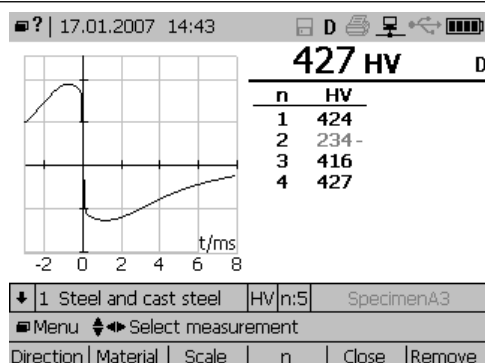 ? 17.01.2007 14:43 D
427 HV D
n HV
1 424
2 234-
3 416
4 427
t/ms
-2 0 2 4 6 8
1 Steel and cast steel HV n:5 SpecimenA3
Menu Select measurement
Direction Material Scale n Close Remove